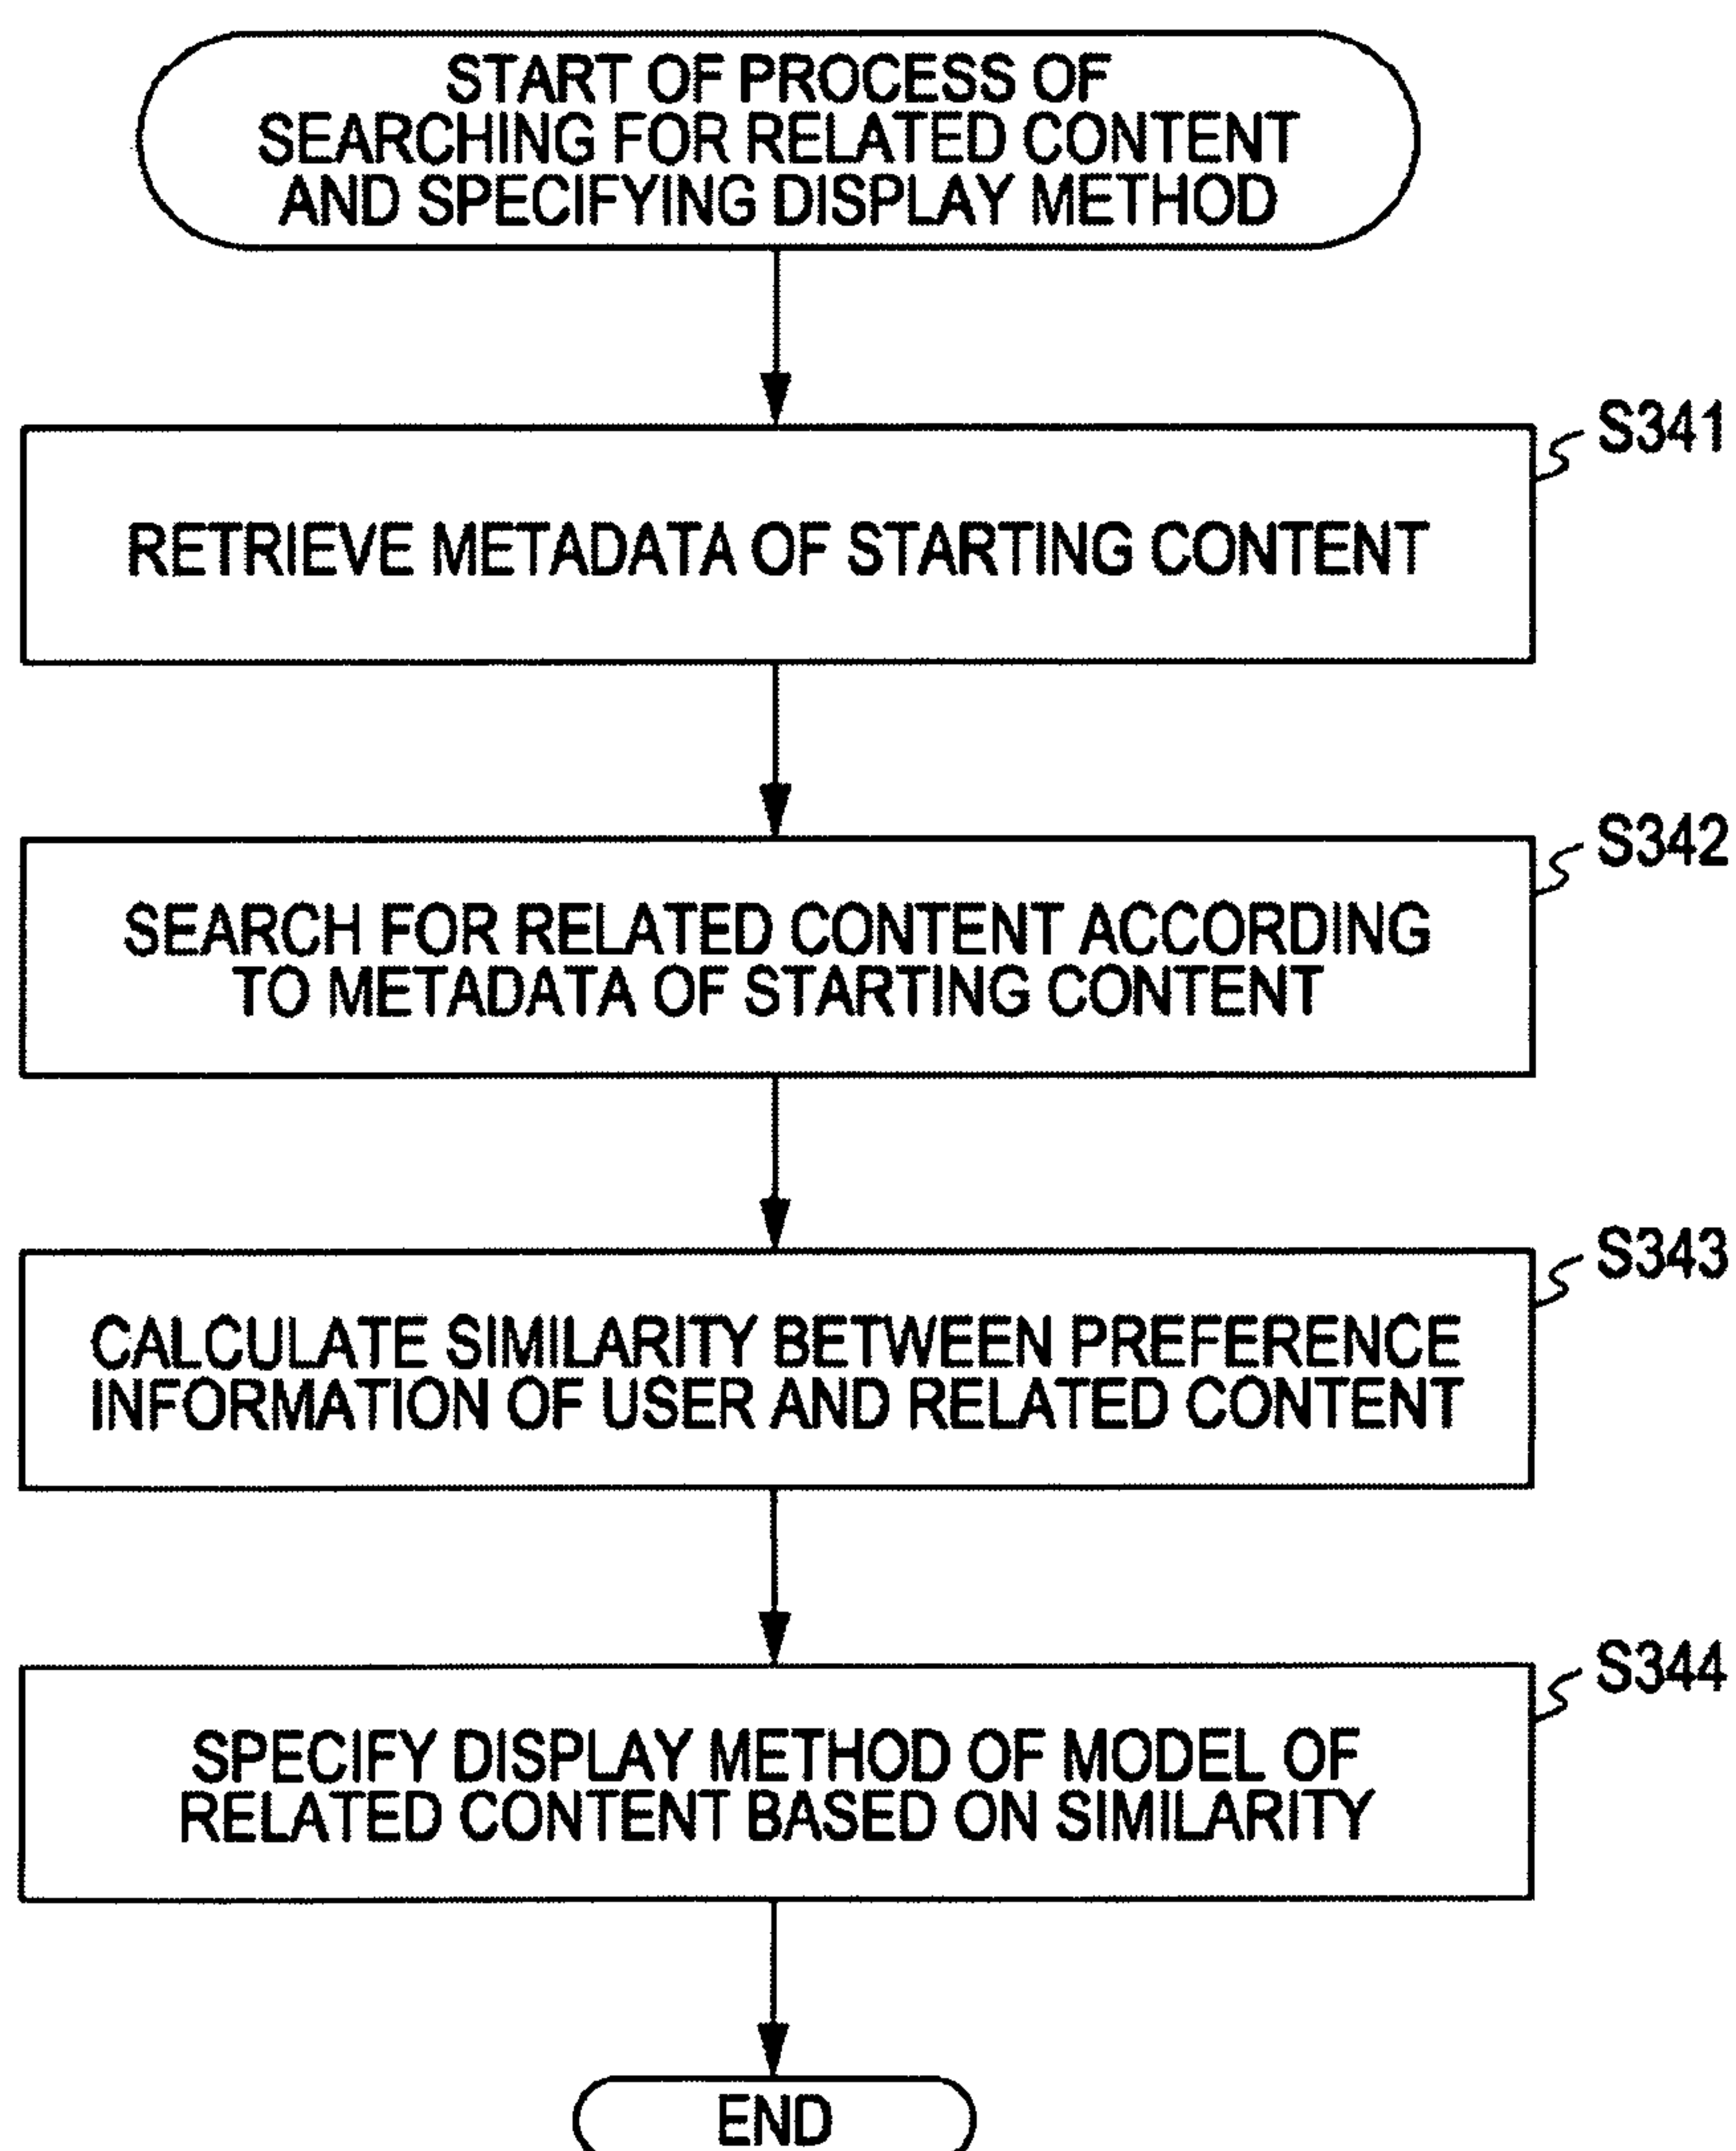 START OF PROCESS OF
SEARCHING FOR RELATED CONTENT
AND SPECIFYING DISPLAY METHOD
S341
RETRIEVE METADATA OF STARTING CONTENT
S342
SEARCH FOR RELATED CONTENT ACCORDING
TO METADATA OF STARTING CONTENT
S343
CALCULATE SIMILARITY BETWEEN PREFERENCE
INFORMATION OF USER AND RELATED CONTENT
S344
SPECIFY DISPLAY METHOD OF MODEL OF
RELATED CONTENT BASED ON SIMILARITY
END